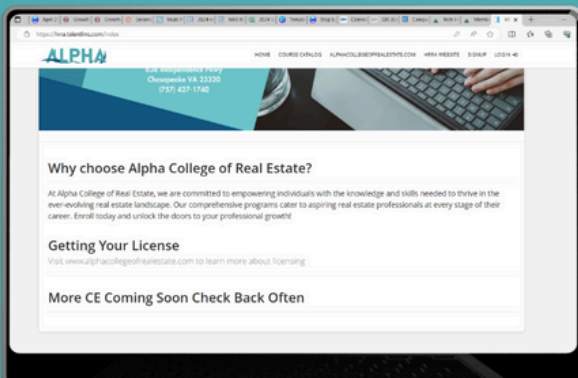 https://hrra.talentlms.com/index
ALPHA
HOME COURSE CATALOG ALPHACOLLEGEOFREALESTATE.COM HRRA WEBSITE SIGNUP LOGIN
Independence Pkwy
Chesapeake VA 23320
(757) 427-1740
Why choose Alpha College of Real Estate?
At Alpha College of Real Estate, we are committed to empowering individuals with the knowledge and skills needed to thrive in the
ever-evolving real estate landscape. Our comprehensive programs cater to aspiring real estate professionals at every stage of their
career. Enroll today and unlock the doors to your professional growth!
Getting Your License
Visit www.alphacollegeofrealestate.com to learn more about licensing
More CE Coming Soon Check Back Often